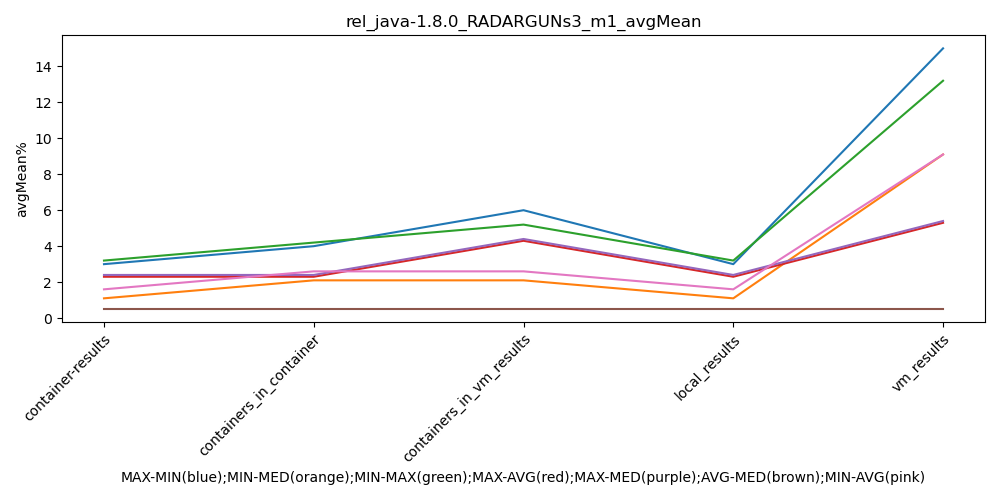 rel_java-1.8.0_RADARGUNs3_m1_avgMean
avgMean%
14
12
10
8
6
4
2
0
container-results
containers_in_container
containers_in_vm_results
local_results
vm_results
MAX-MIN(blue);MIN-MED(orange);MIN-MAX(green);MAX-AVG(red);MAX-MED(purple);AVG-MED(brown);MIN-AVG(pink)